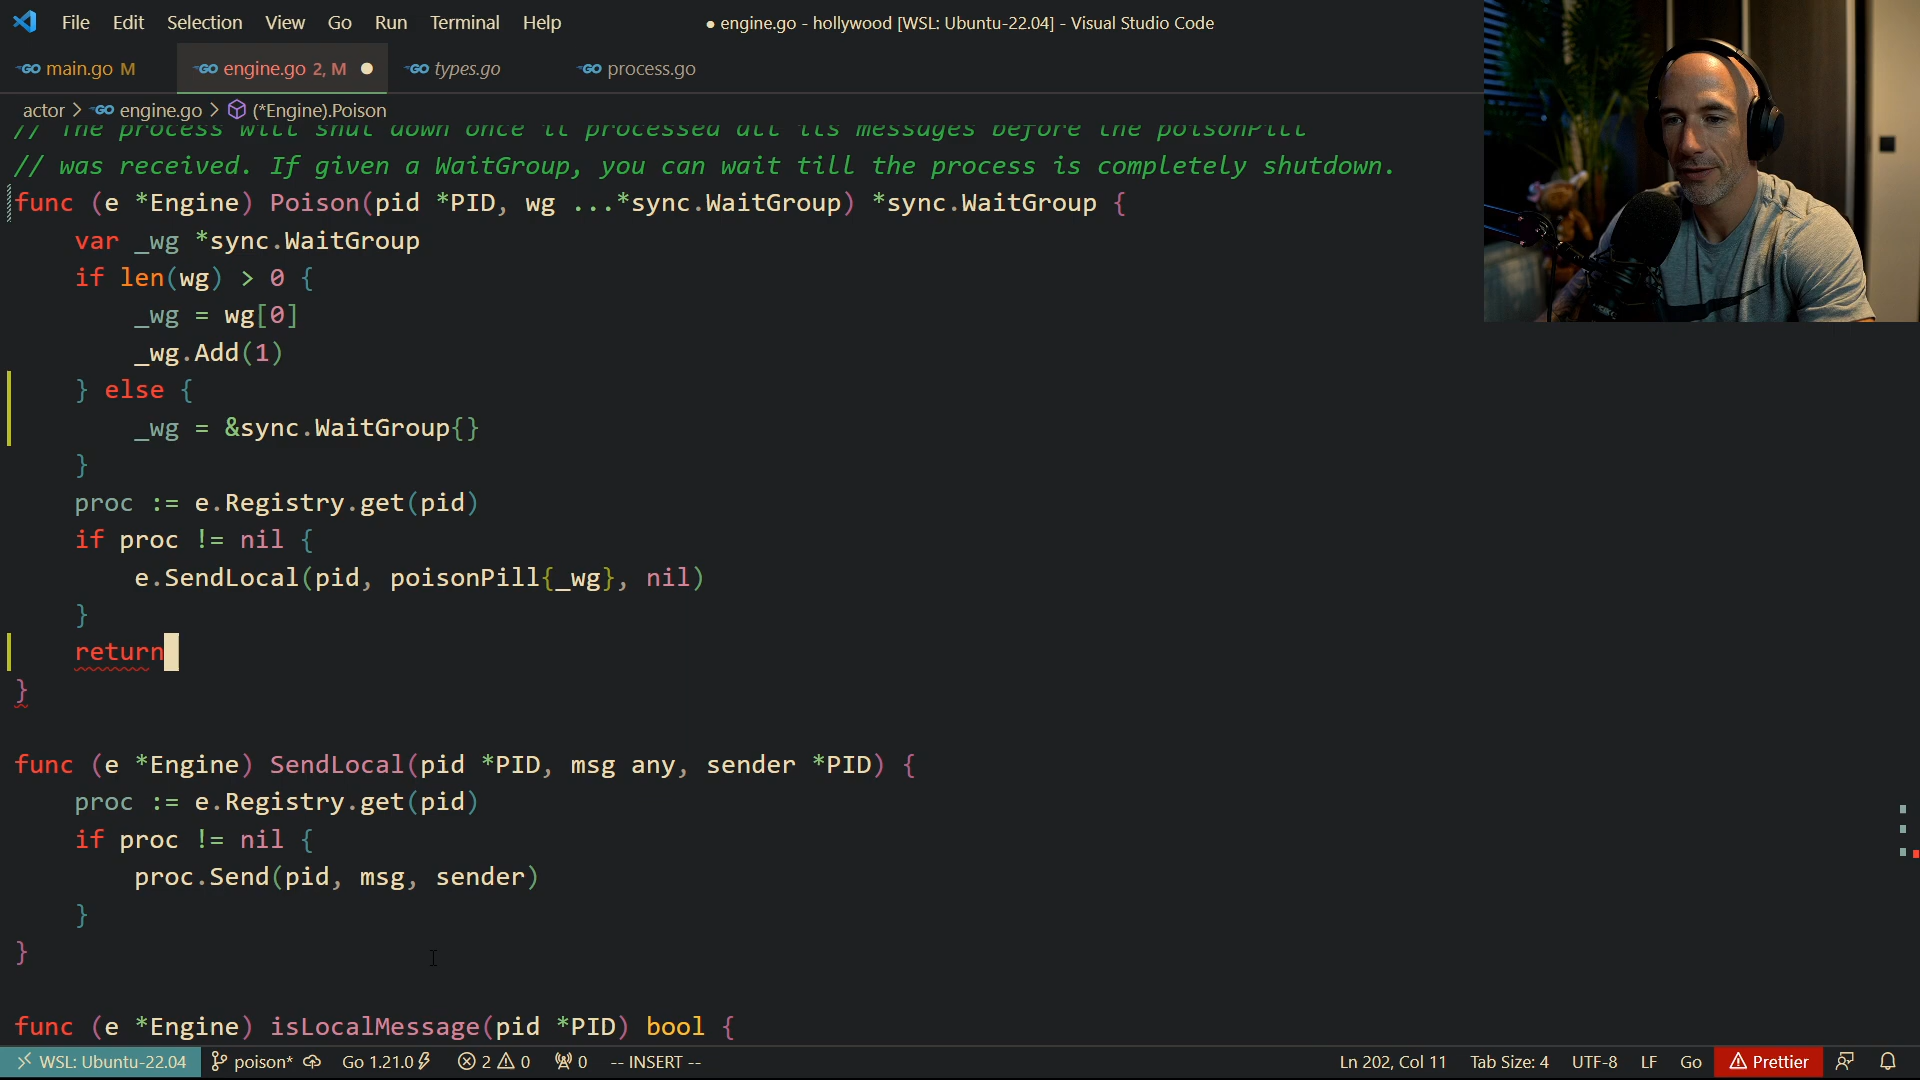 File Edit Selection View Go Run Terminal Help ● engine.go - hollywood [WSL: Ubuntu-22.04] - Visual Studio Code
GO main.go M GO engine.go 2, M ● GO types.go GO process.go
actor > GO engine.go > (*Engine).Poison
// The process will shut down once it processed all its messages before the poisonPill
// was received. If given a WaitGroup, you can wait till the process is completely shutdown.
func (e *Engine) Poison(pid *PID, wg ...*sync.WaitGroup) *sync.WaitGroup {
var _wg *sync.WaitGroup
if len(wg) > 0 {
_wg = wg[0]
_wg.Add(1)
} else {
_wg = &sync.WaitGroup{}
}
proc := e.Registry.get(pid)
if proc != nil {
e.SendLocal(pid, poisonPill{_wg}, nil)
}
return
}
func (e *Engine) SendLocal(pid *PID, msg any, sender *PID) {
proc := e.Registry.get(pid)
if proc != nil {
proc.Send(pid, msg, sender)
}
}
func (e *Engine) isLocalMessage(pid *PID) bool {
WSL: Ubuntu-22.04 poison* Go 1.21.0 2 0 0 -- INSERT -- Ln 202, Col 11 Tab Size: 4 UTF-8 LF Go Prettier